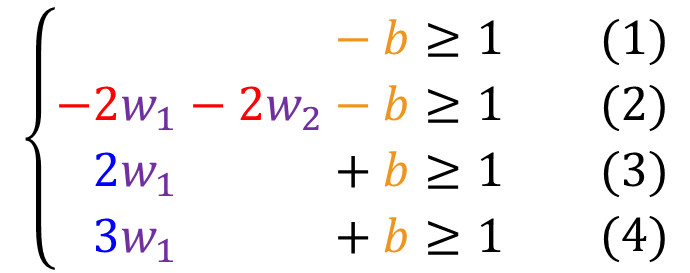 − b ≥ 1 (1)
−2w₁ − 2w₂ − b ≥ 1 (2)
2w₁ + b ≥ 1 (3)
3w₁ + b ≥ 1 (4)